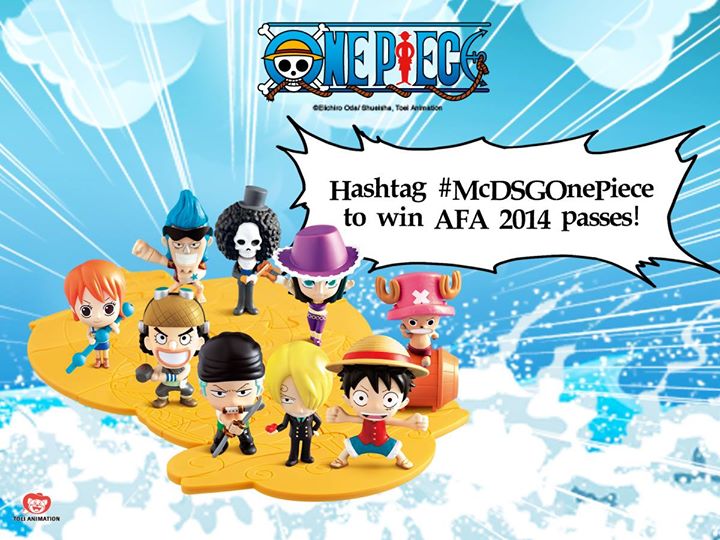 ONE PIECE
©Eiichiro Oda/ Shueisha, Toei Animation
Hashtag #McDSGOnePiece
to win AFA 2014 passes!
TOEI ANIMATION